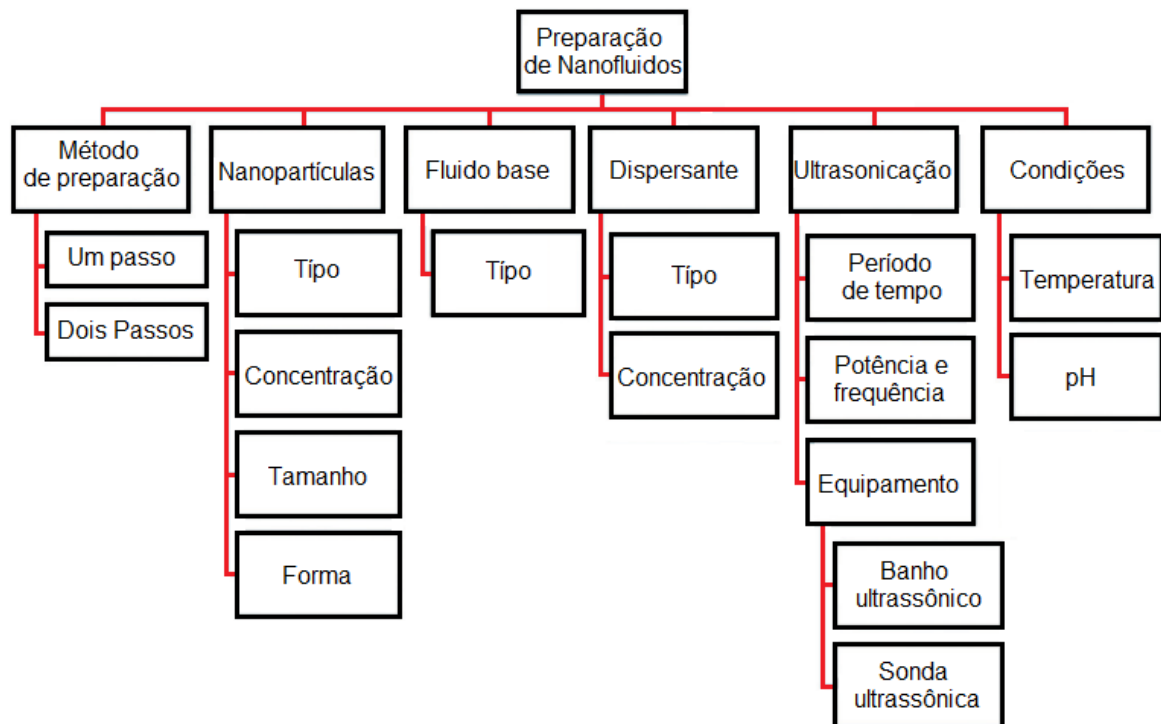 Preparação
de Nanofluidos
Método
de preparação
Nanopartículas
Fluido base
Dispersante
Ultrasonicação
Condições
Um passo
Dois Passos
Típo
Concentração
Tamanho
Forma
Típo
Típo
Concentração
Período
de tempo
Potência e
frequência
Equipamento
Banho
ultrassônico
Sonda
ultrassônica
Temperatura
pH